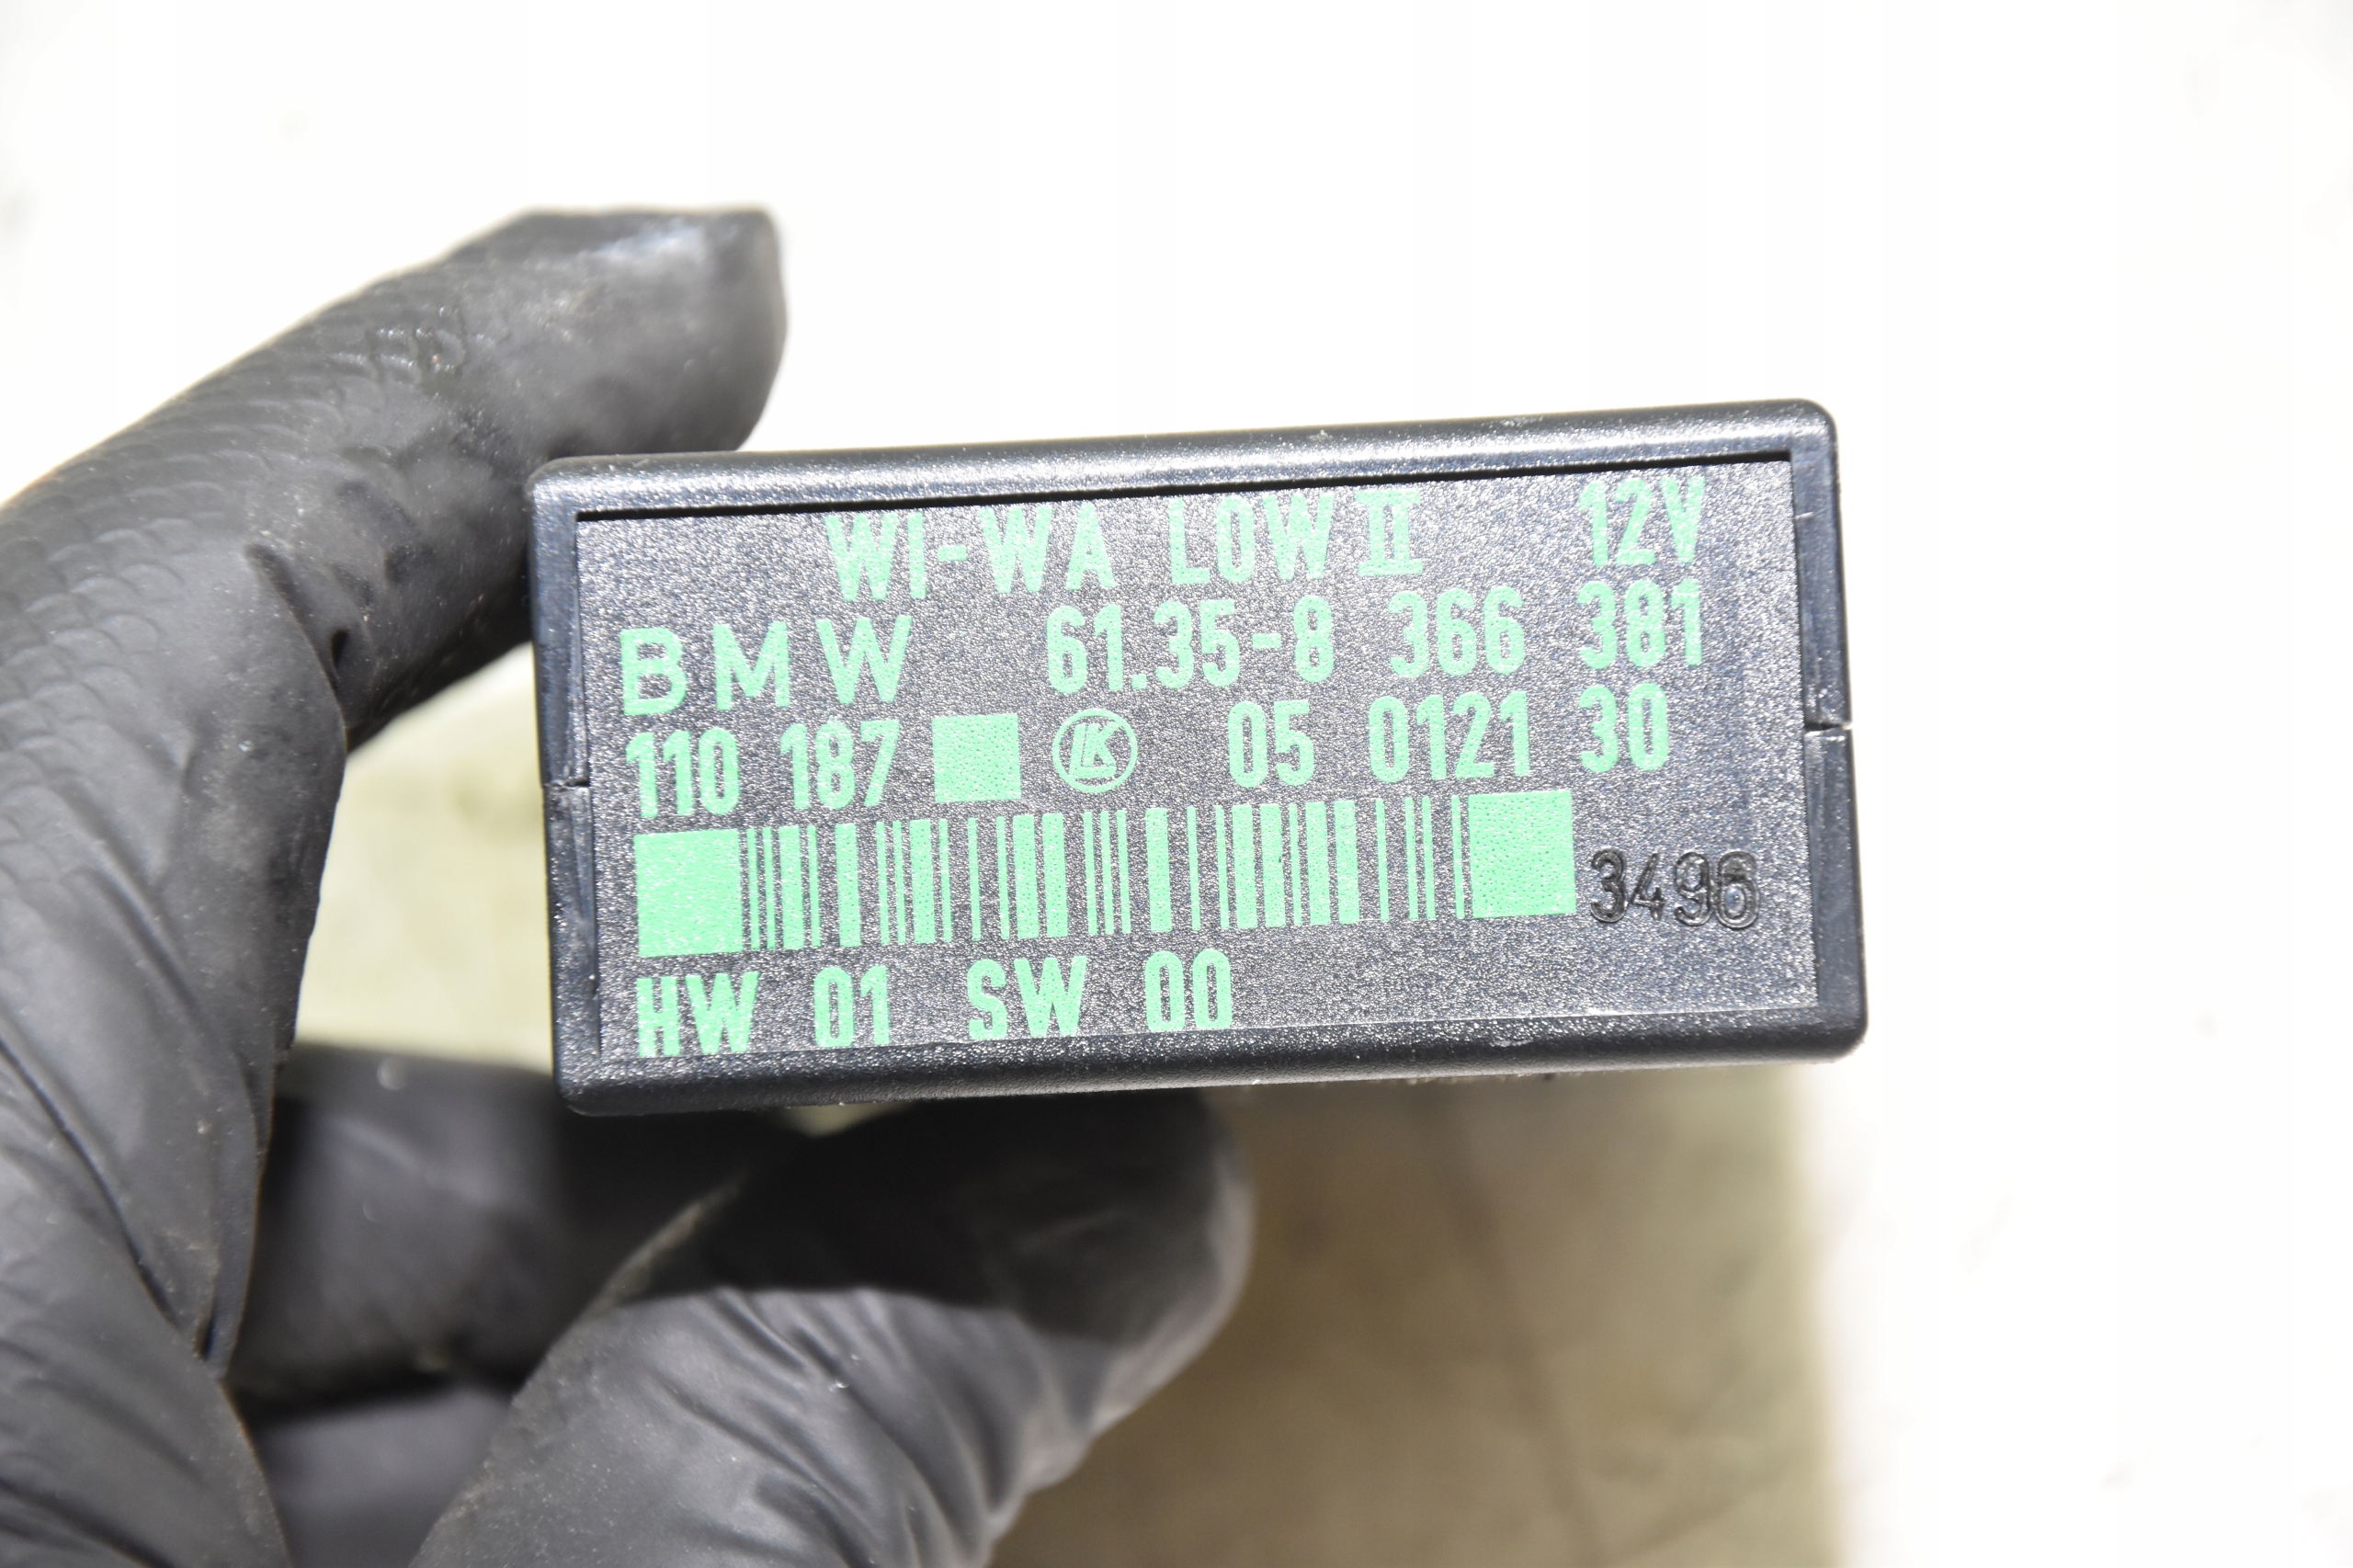 WI-WA LOW II 12V
BMW 61.35-8 366 381
110 187 LK 05 0121 30
3496
HW 01 SW 00